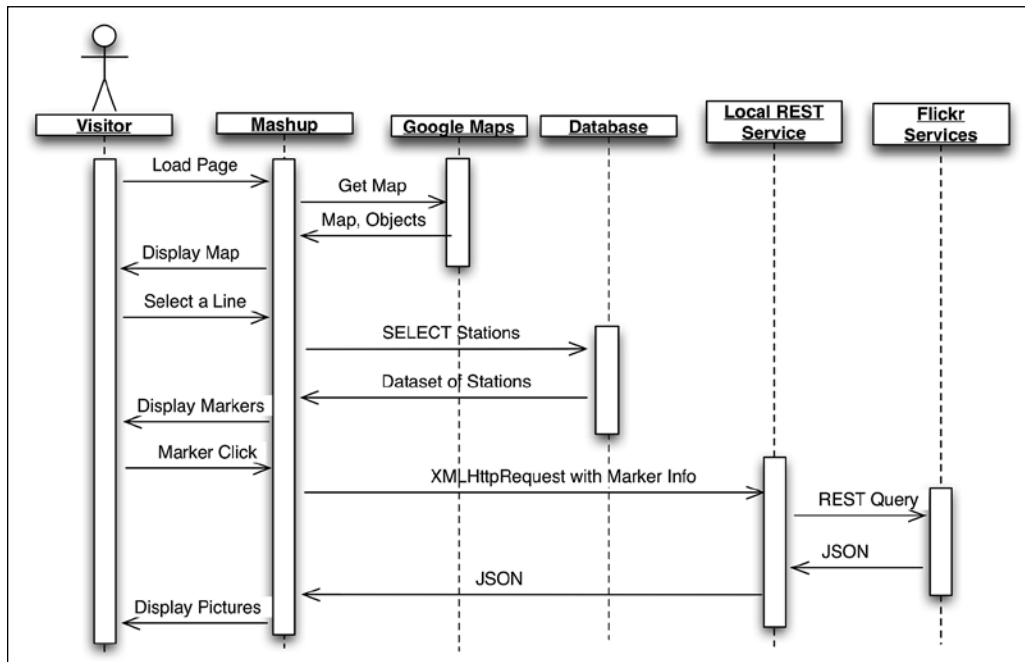 Visitor
Mashup
Google Maps
Database
Local REST
Service
Flickr
Services
Load Page
Get Map
Map, Objects
Display Map
Select a Line
SELECT Stations
Dataset of Stations
Display Markers
Marker Click
XMLHttpRequest with Marker Info
REST Query
JSON
JSON
Display Pictures